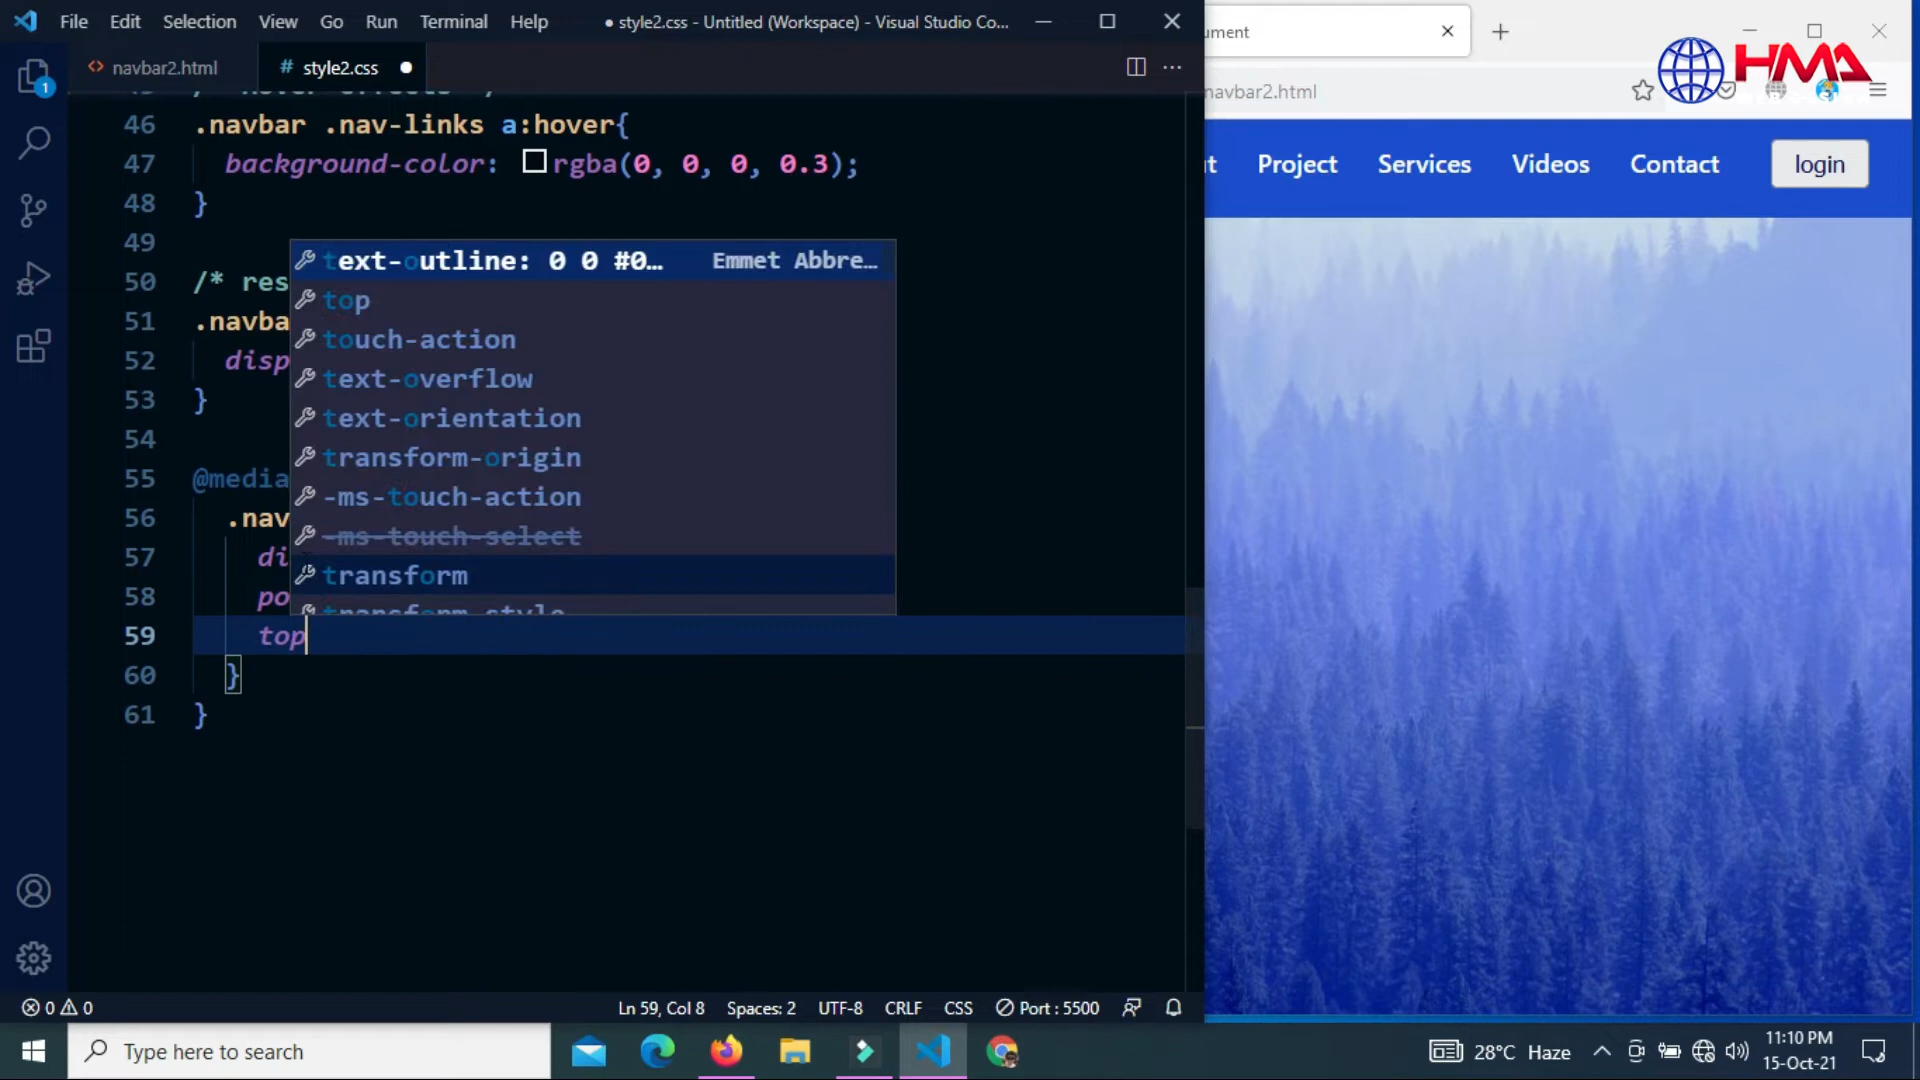 File Edit Selection View Go Run Terminal Help ● style2.css - Untitled (Workspace) - Visual Studio Co...
navbar2.html # style2.css ●
46 .navbar .nav-links a:hover{
47 background-color: rgba(0, 0, 0, 0.3);
48 }
49
50 /* res
51 .navba
52 disp
53 }
54
55 @media
56 .nav
57 di
58 po
59 top
60 }
61 }
text-outline: 0 0 #0... Emmet Abbre...
top
touch-action
text-overflow
text-orientation
transform-origin
-ms-touch-action
-ms-touch-select
transform
transform-style
1
0 0 Ln 59, Col 8 Spaces: 2 UTF-8 CRLF CSS Port : 5500
ument
navbar2.html
HMA
ut Project Services Videos Contact login
Type here to search
28°C Haze 11:10 PM
15-Oct-21